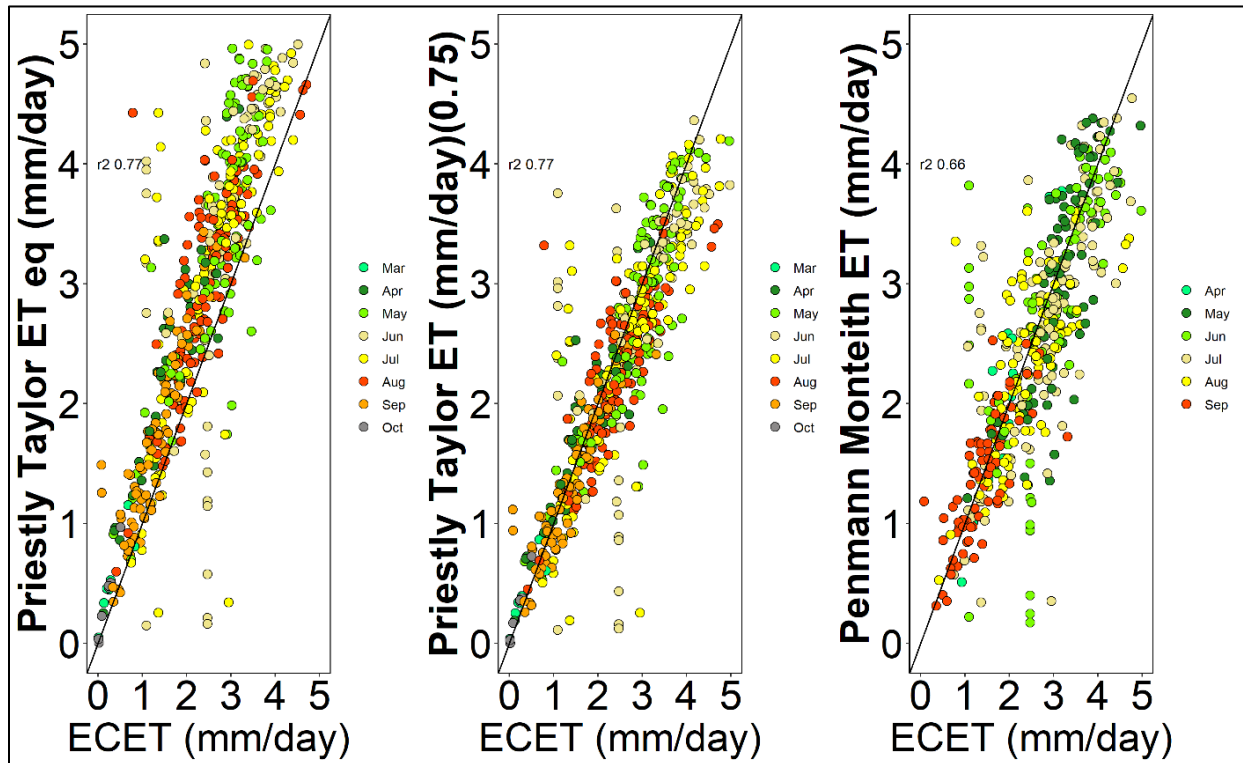 Priestly Taylor ET eq (mm/day)
5
4
3
2
1
0
r2 0.77
Mar
Apr
May
Jun
Jul
Aug
Sep
Oct
0 1 2 3 4 5
ECET (mm/day)
Priestly Taylor ET (mm/day)(0.75)
5
4
3
2
1
0
r2 0.77
Mar
Apr
May
Jun
Jul
Aug
Sep
Oct
0 1 2 3 4 5
ECET (mm/day)
Penmann Monteith ET (mm/day)
5
4
3
2
1
0
r2 0.66
Apr
May
Jun
Jul
Aug
Sep
0 1 2 3 4 5
ECET (mm/day)